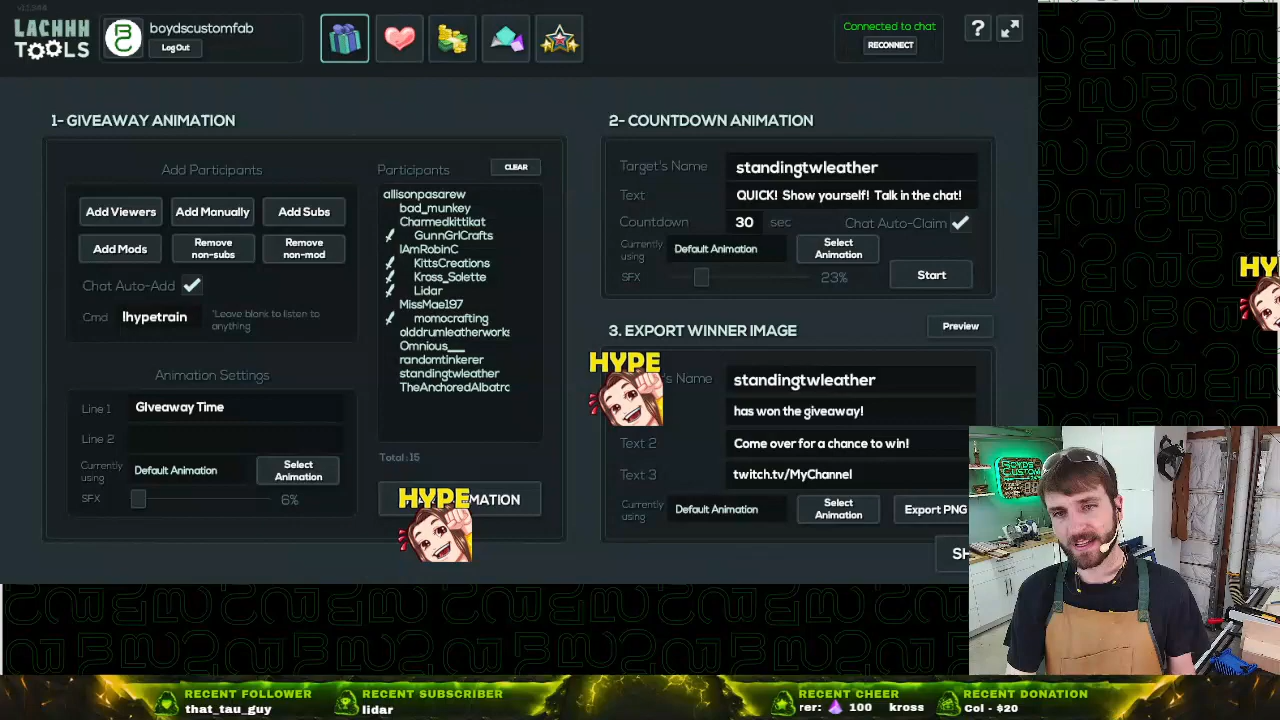 v1.2.348
LACHHH
TOOLS
boydscustomfab
Log Out
Connected to chat
RECONNECT
?
1- GIVEAWAY ANIMATION
Add Participants
Add Viewers
Add Manually
Add Subs
Add Mods
Remove
non-subs
Remove
non-mod
Chat Auto-Add
Cmd
!hypetrain
*Leave blank to listen to
anything
Animation Settings
Line 1
GIveaway Time
Line 2
Currently
using
Default Animation
Select
Animation
SFX
6%
Participants
CLEAR
allisonpasarew
bad_munkey
Charmedkittikat
GunnGrlCrafts
IAmRobinC
KittsCreations
Kross_Solette
Lidar
MissMae197
momocrafting
olddrumleatherworks
Omnious___
randomtinkerer
standingtwleather
TheAnchoredAlbatro
Total:15
MATION
HYPE
2- COUNTDOWN ANIMATION
Target's Name
standingtwleather
Text
QUICK! Show yourself! Talk in the chat!
Countdown
30
sec
Chat Auto-Claim
Currently
using
Default Animation
Select
Animation
SFX
23%
Start
3. EXPORT WINNER IMAGE
Preview
HYPE
's Name
standingtwleather
has won the giveaway!
Text 2
Come over for a chance to win!
Text 3
twitch.tv/MyChannel
Currently
using
Default Animation
Select
Animation
Export PNG
SH
HY
BOYDS
CUSTOM
RECENT FOLLOWER
that_tau_guy
RECENT SUBSCRIBER
lidar
RECENT CHEER
rer:
100
kross
RECENT DONATION
Col - $20